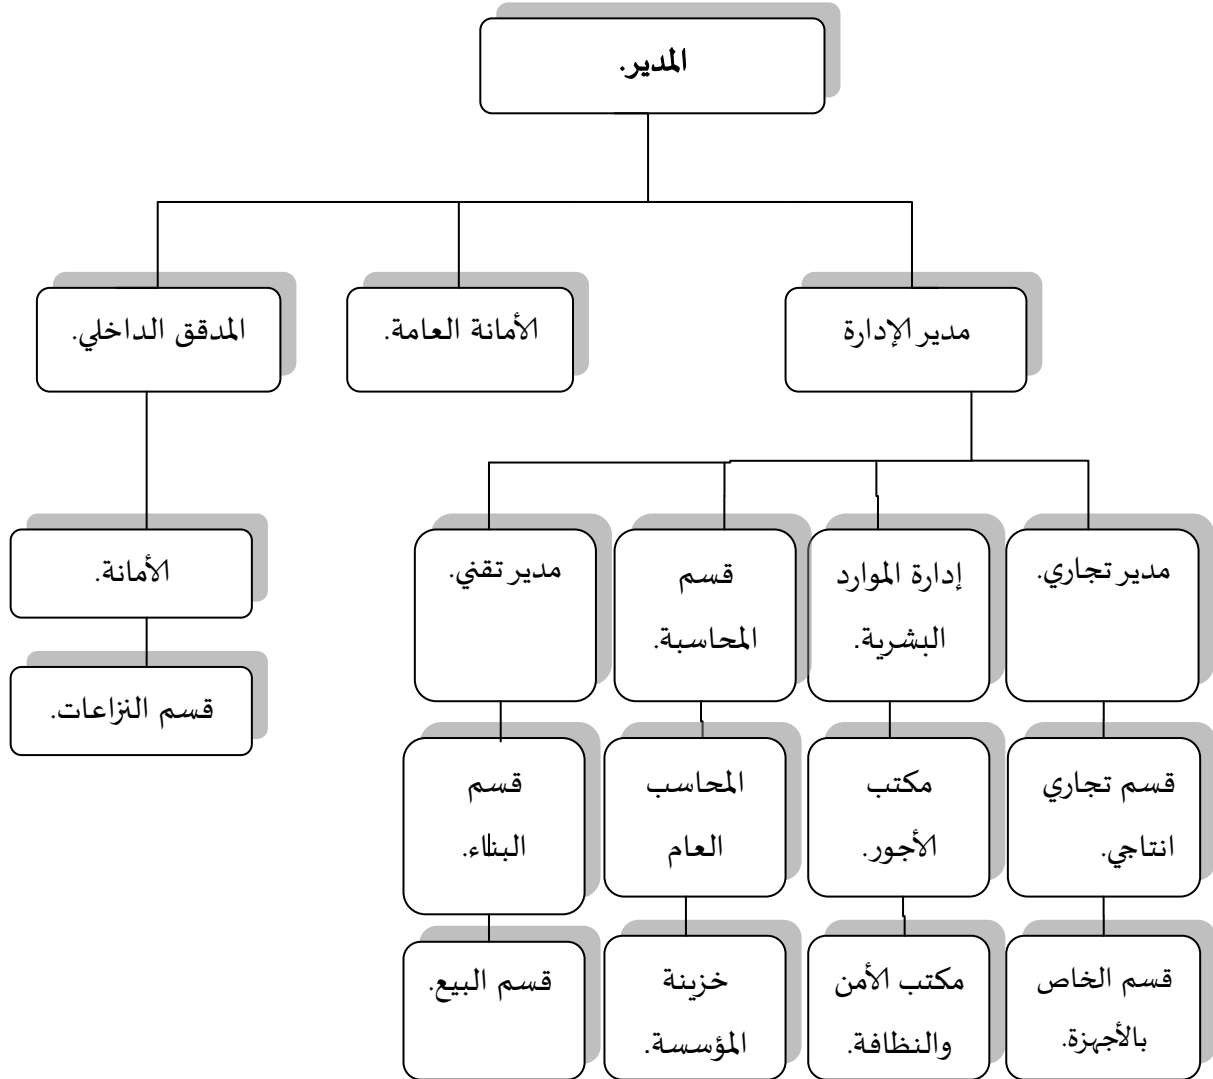 المدير.
مدير الإدارة
الأمانة العامة.
المدقق الداخلي.
مدير تجاري.
إدارة الموارد
البشرية.
قسم
المحاسبة.
مدير تقني.
الأمانة.
قسم النزاعات.
قسم تجاري
انتاجي.
مكتب
الأجور.
المحاسب
العام
قسم
البناء.
قسم الخاص
بالأجهزة.
مكتب الأمن
والنظافة.
خزينة
المؤسسة.
قسم البيع.